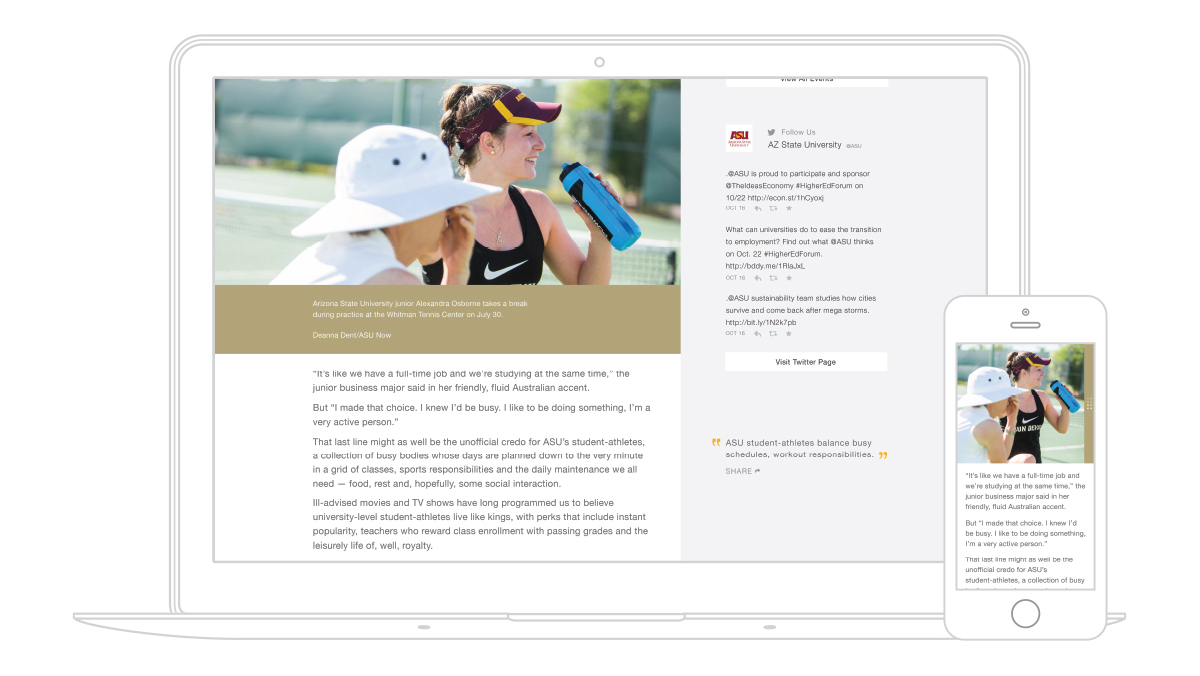 Arizona State University junior Alexandra Osborne takes a break
during practice at the Whitman Tennis Center on July 30.
Deanna Dent/ASU Now
“It’s like we have a full-time job and we’re studying at the same time,” the
junior business major said in her friendly, fluid Australian accent.
But “I made that choice. I knew I’d be busy. I like to be doing something, I’m a
very active person.”
That last line might as well be the unofficial credo for ASU’s student-athletes,
a collection of busy bodies whose days are planned down to the very minute
in a grid of classes, sports responsibilities and the daily maintenance we all
need — food, rest and, hopefully, some social interaction.
Ill-advised movies and TV shows have long programmed us to believe
university-level student-athletes live like kings, with perks that include instant
popularity, teachers who reward class enrollment with passing grades and the
leisurely life of, well, royalty.
View All Events
ASU
Follow Us
AZ State University @ASU
.@ASU is proud to participate and sponsor
@TheIdeasEconomy #HigherEdForum on
10/22 http://econ.st/1hCyoxj
OCT 16
What can universities do to ease the transition
to employment? Find out what @ASU thinks
on Oct. 22 #HigherEdForum.
http://bddy.me/1RlaJxL
OCT 16
.@ASU sustainability team studies how cities
survive and come back after mega storms.
http://bit.ly/1N2k7pb
OCT 16
Visit Twitter Page
ASU student-athletes balance busy
schedules, workout responsibilities.
SHARE
“It’s like we have a full-time job and
we’re studying at the same time,” the
junior business major said in her
friendly, fluid Australian accent.
But “I made that choice. I knew I’d
be busy. I like to be doing something,
I’m a very active person.”
That last line might as well be the
unofficial credo for ASU’s
student-athletes, a collection of busy